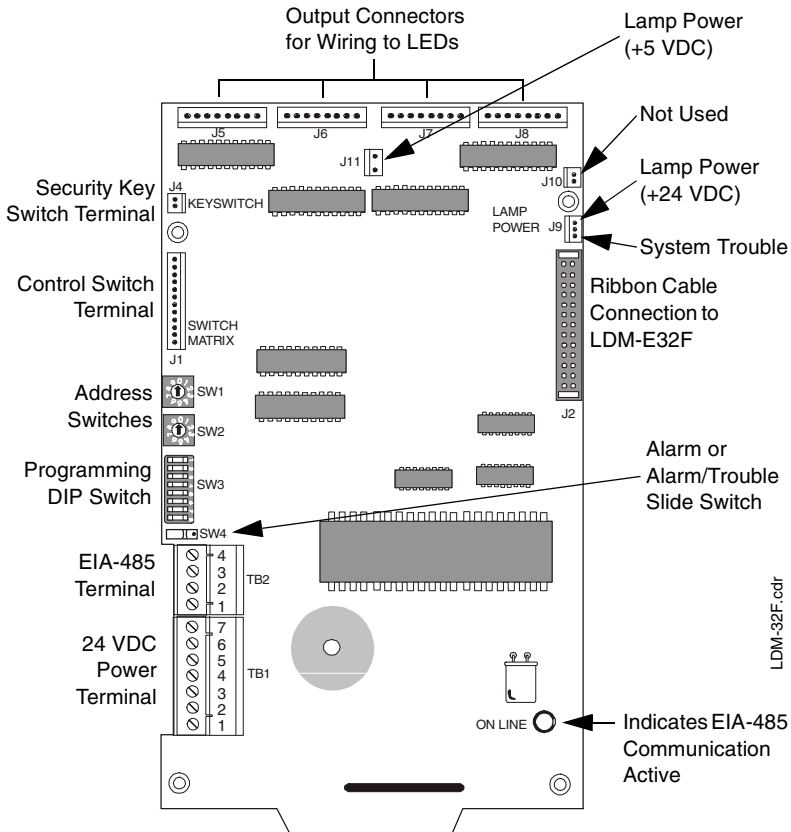 Output Connectors
for Wiring to LEDs
Lamp Power
(+5 VDC)
J5
J6
J7
J8
J11
Not Used
J10
Lamp Power
(+24 VDC)
Security Key
Switch Terminal
J4
KEYSWITCH
LAMP
POWER
J9
System Trouble
Control Switch
Terminal
SWITCH
MATRIX
J1
Ribbon Cable
Connection to
LDM-E32F
J2
Address
Switches
SW1
SW2
Programming
DIP Switch
SW3
Alarm or
Alarm/Trouble
Slide Switch
SW4
EIA-485
Terminal
4
3
2
1
TB2
24 VDC
Power
Terminal
7
6
5
4
3
2
1
TB1
LDM-32F.cdr
ON LINE
Indicates EIA-485
Communication
Active